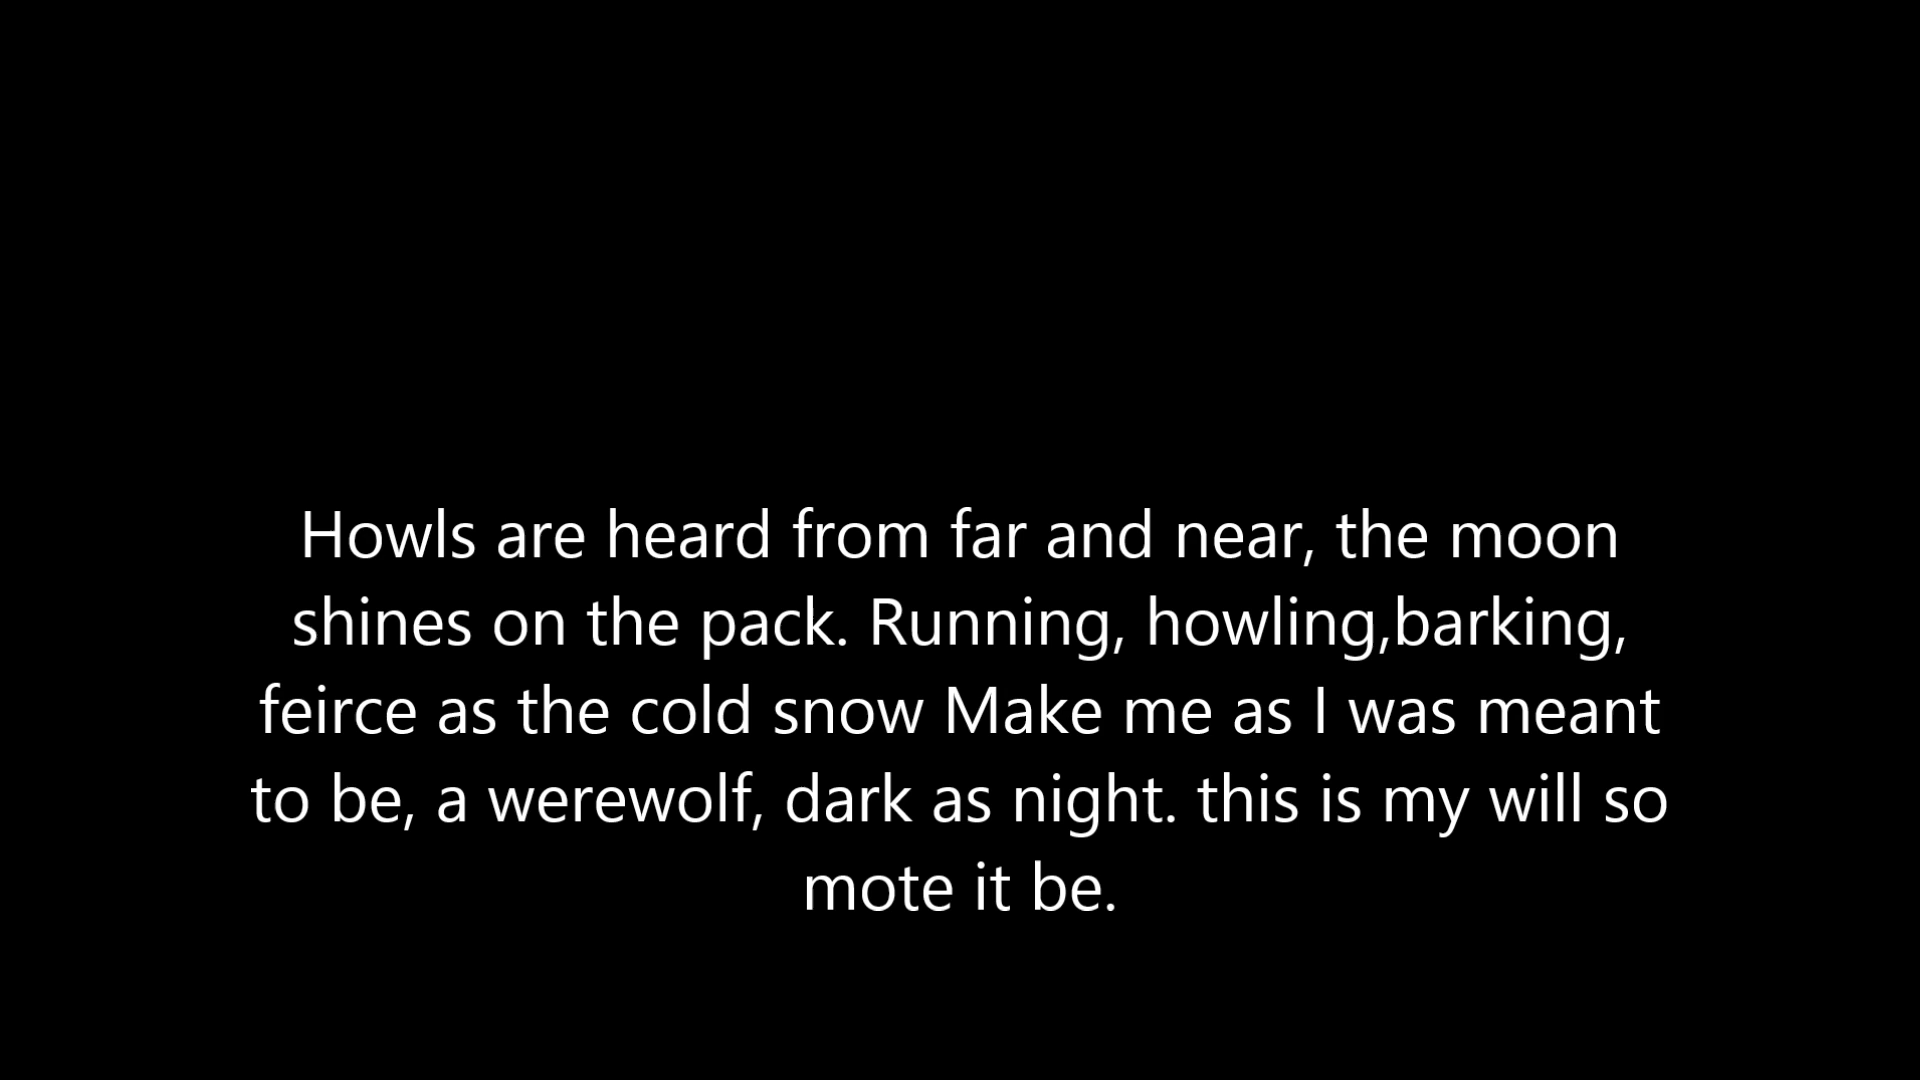 Howls are heard from far and near, the moon
shines on the pack. Running, howling,barking,
feirce as the cold snow Make me as I was meant
to be, a werewolf, dark as night. this is my will so
mote it be.